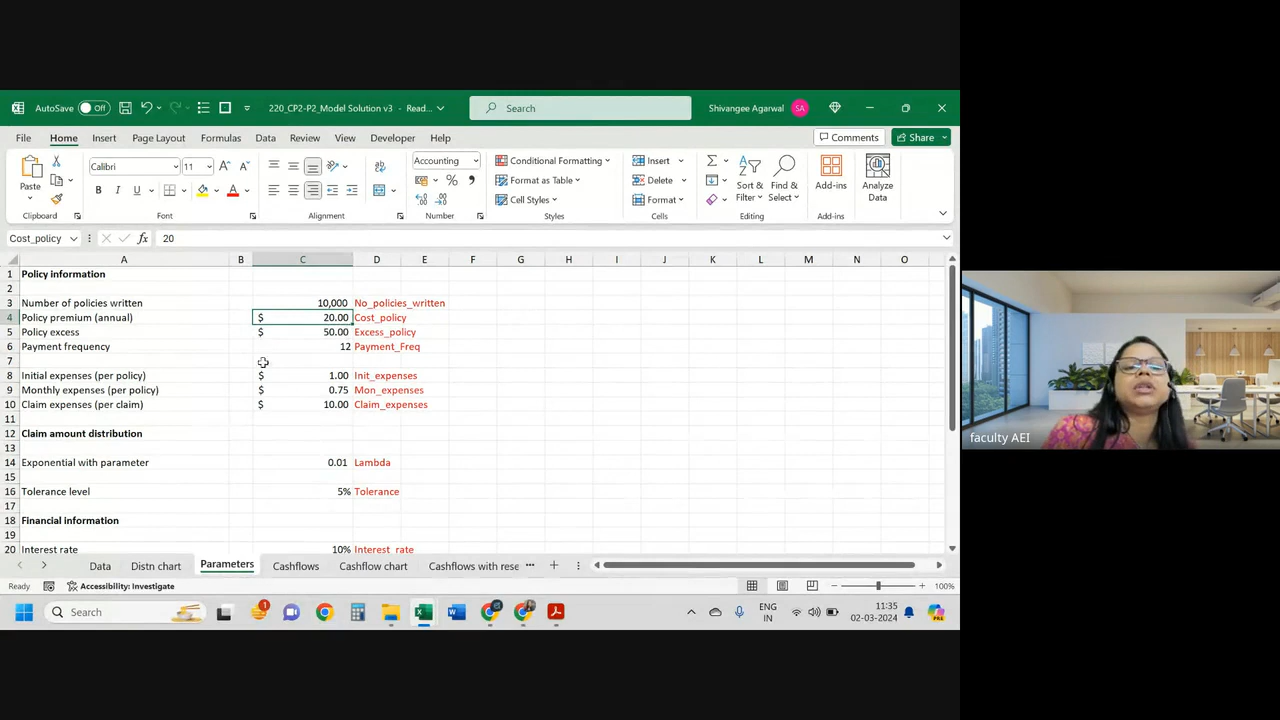 AutoSave Off 220_CP2-P2_Model Solution v3 - Read... Search Shivangee Agarwal SA
File Home Insert Page Layout Formulas Data Review View Developer Help Comments Share
Paste Calibri 11 A A Accounting Conditional Formatting Insert Sort & Filter Find & Select Add-ins Analyze Data
B I U A % Format as Table Delete
Cell Styles Format
Clipboard Font Alignment Number Styles Cells Editing Add-ins
Cost_policy fx 20
A B C D E F G H I J K L M N O
1 Policy information
2
3 Number of policies written 10,000 No_policies_written
4 Policy premium (annual) $ 20.00 Cost_policy
5 Policy excess $ 50.00 Excess_policy
6 Payment frequency 12 Payment_Freq
7
8 Initial expenses (per policy) $ 1.00 Init_expenses
9 Monthly expenses (per policy) $ 0.75 Mon_expenses
10 Claim expenses (per claim) $ 10.00 Claim_expenses
11
12 Claim amount distribution
13
14 Exponential with parameter 0.01 Lambda
15
16 Tolerance level 5% Tolerance
17
18 Financial information
19
20 Interest rate 10% Interest_rate
Data Distn chart Parameters Cashflows Cashflow chart Cashflows with rese ...
Ready Accessibility: Investigate 100%
Search 1 ENG IN 11:35 02-03-2024
faculty AEI